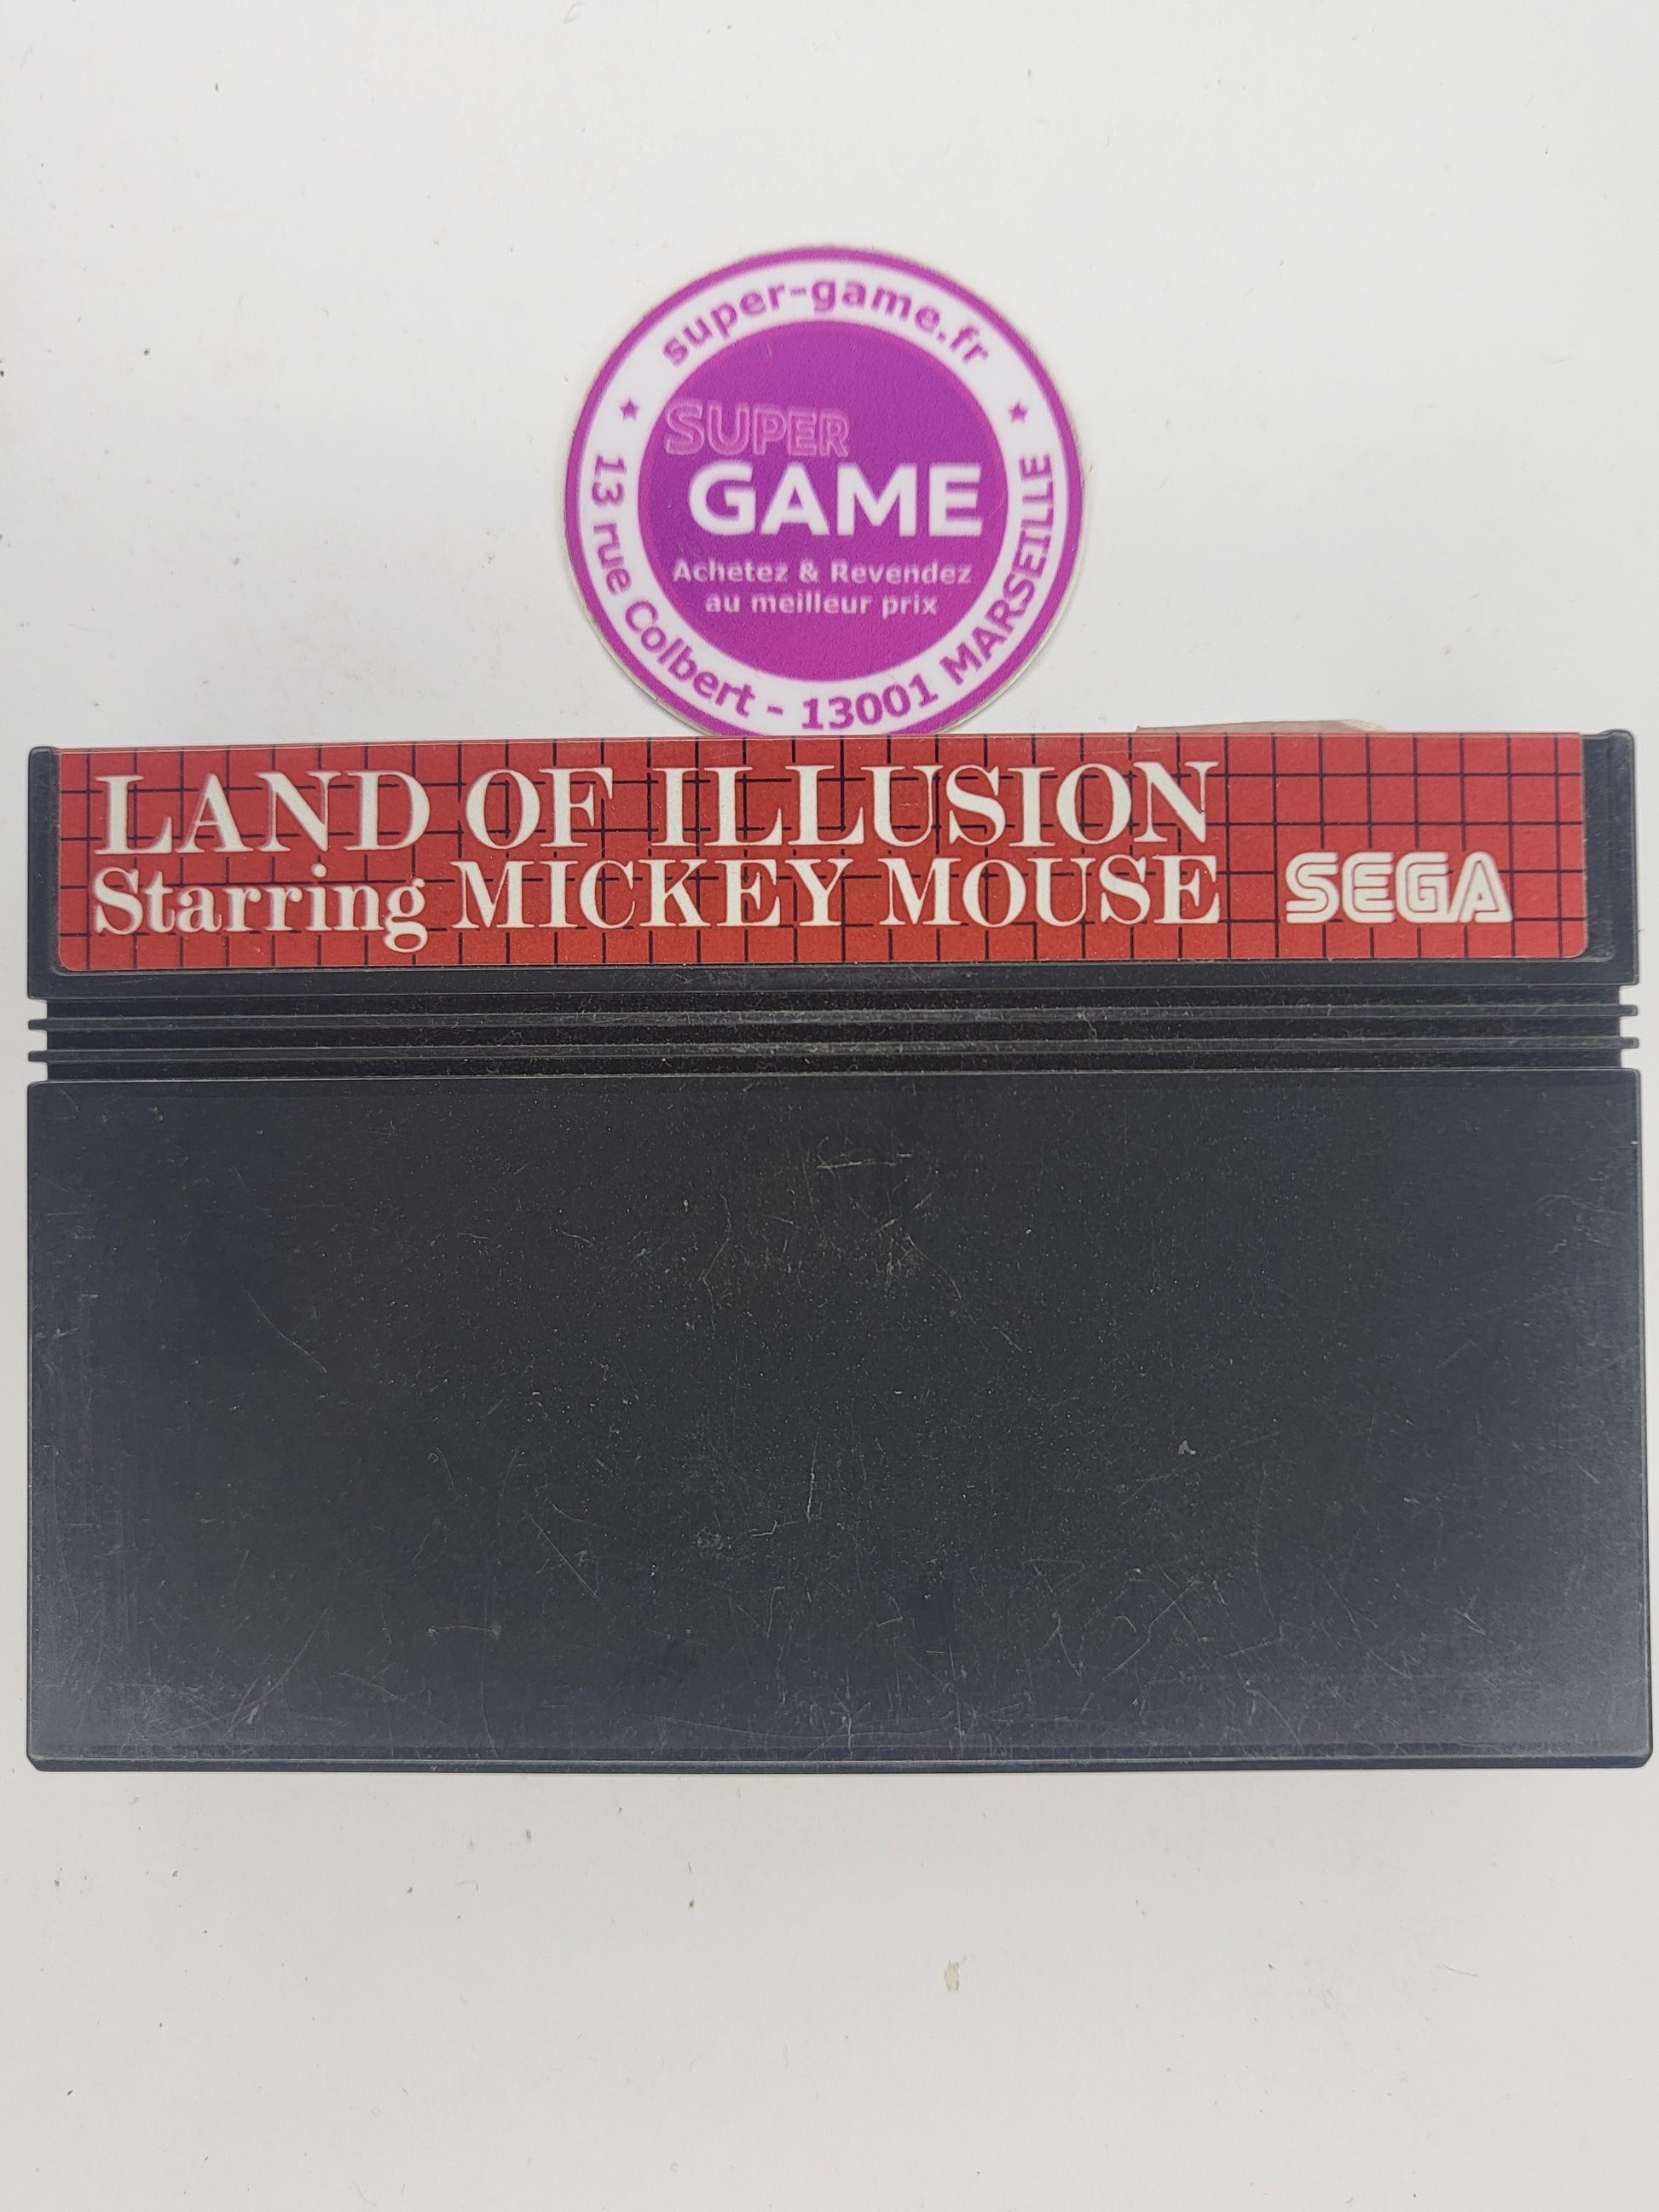 super-game.fr
SUPER
GAME
Achetez & Revendez
au meilleur prix
13 rue Colbert - 13001 MARSEILLE
LAND OF ILLUSION
Starring MICKEY MOUSE
SEGA